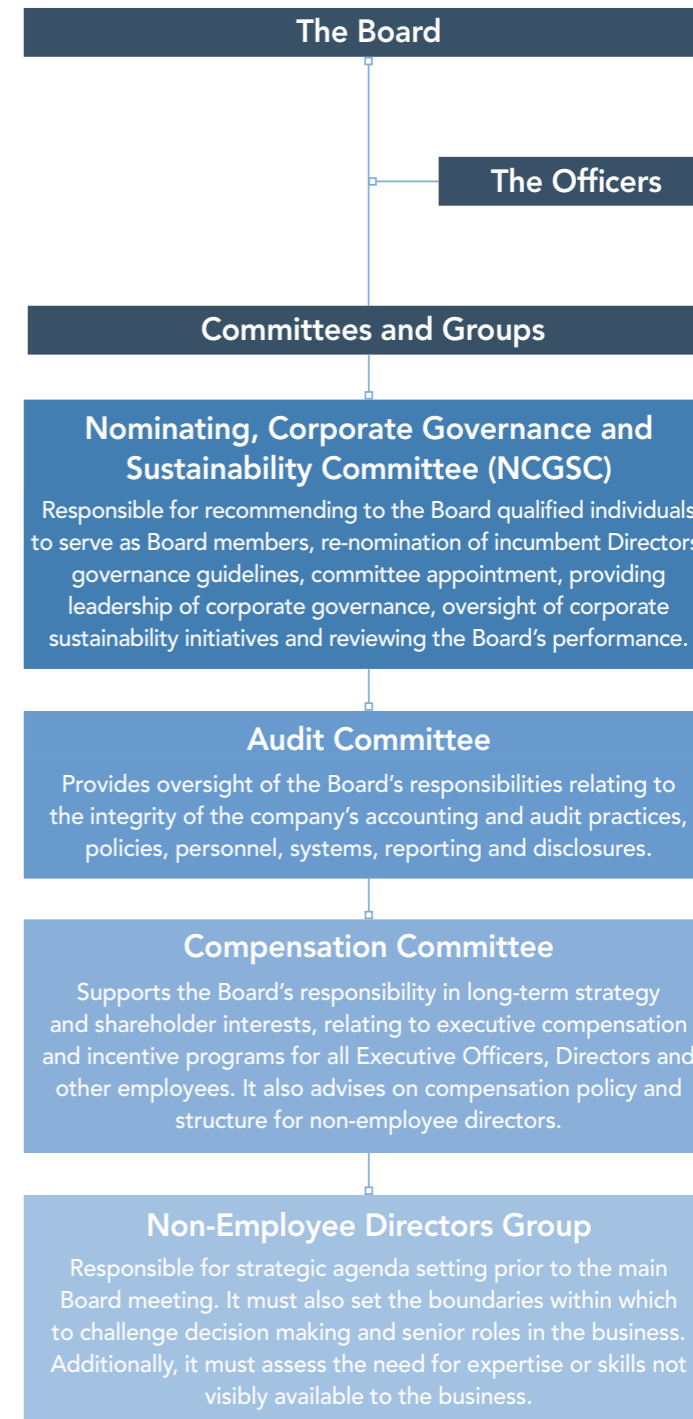 The Board
The Officers
Committees and Groups
Nominating, Corporate Governance and
Sustainability Committee (NCGSC)
Responsible for recommending to the Board qualified individuals
to serve as Board members, re-nomination of incumbent Directors
governance guidelines, committee appointment, providing
leadership of corporate governance, oversight of corporate
sustainability initiatives and reviewing the Board’s performance.
Audit Committee
Provides oversight of the Board’s responsibilities relating to
the integrity of the company’s accounting and audit practices,
policies, personnel, systems, reporting and disclosures.
Compensation Committee
Supports the Board’s responsibility in long-term strategy
and shareholder interests, relating to executive compensation
and incentive programs for all Executive Officers, Directors and
other employees. It also advises on compensation policy and
structure for non-employee directors.
Non-Employee Directors Group
Responsible for strategic agenda setting prior to the main
Board meeting. It must also set the boundaries within which
to challenge decision making and senior roles in the business.
Additionally, it must assess the need for expertise or skills not
visibly available to the business.